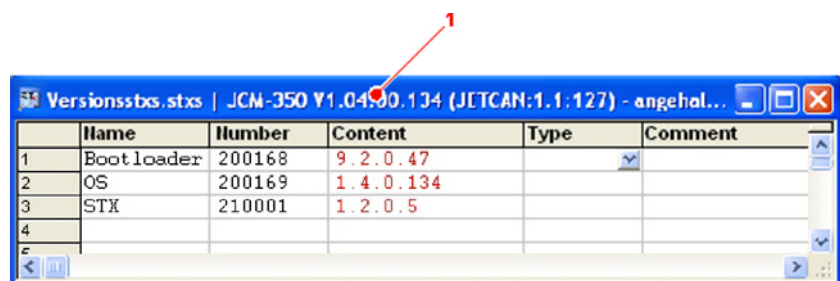 1
Versionsstxs.stxs | JCM-350 V1.04.00.134 (JETCAN:1.1:127) - angehal...
Name Number Content Type Comment
1 Bootloader 200168 9.2.0.47
2 OS 200169 1.4.0.134
3 STX 210001 1.2.0.5
4